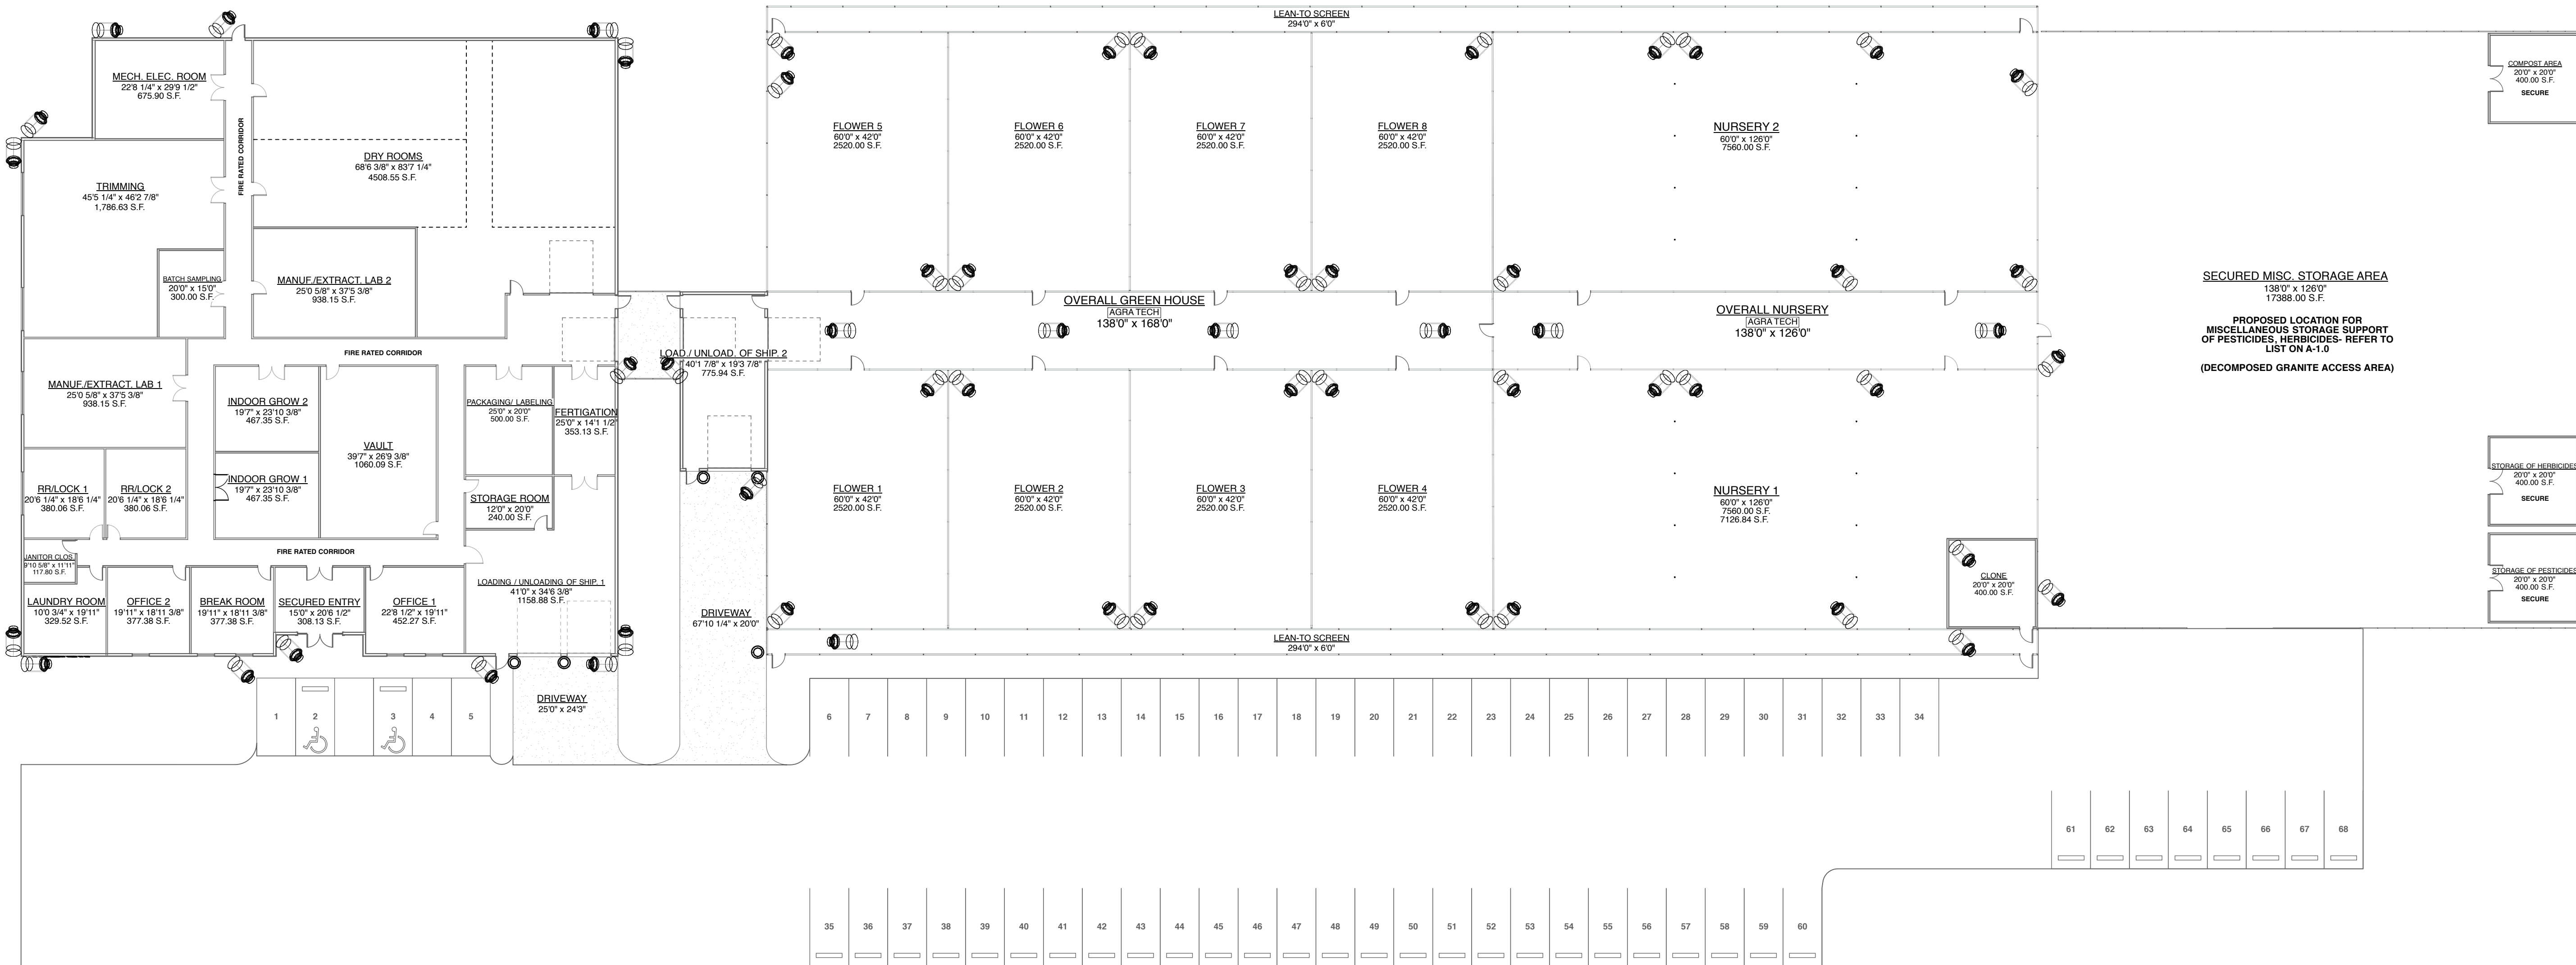 LEAN-TO SCREEN
294'0" x 6'0"
MECH. ELEC. ROOM
22'8 1/4" x 29'9 1/2"
675.90 S.F.
FIRE RATED CORRIDOR
DRY ROOMS
68'6 3/8" x 83'7 1/4"
4508.55 S.F.
TRIMMING
45'5 1/4" x 46'2 7/8"
1,786.63 S.F.
BATCH SAMPLING
20'0" x 15'0"
300.00 S.F.
MANUF./EXTRACT. LAB 2
25'0 5/8" x 37'5 3/8"
938.15 S.F.
FIRE RATED CORRIDOR
MANUF./EXTRACT. LAB 1
25'0 5/8" x 37'5 3/8"
938.15 S.F.
INDOOR GROW 2
19'7" x 23'10 3/8"
467.35 S.F.
VAULT
39'7" x 26'9 3/8"
1060.09 S.F.
INDOOR GROW 1
19'7" x 23'10 3/8"
467.35 S.F.
PACKAGING/ LABELING
25'0" x 20'0"
500.00 S.F.
FERTIGATION
25'0" x 14'1 1/2"
353.13 S.F.
LOAD./ UNLOAD. OF SHIP. 2
40'1 7/8" x 19'3 7/8"
775.94 S.F.
RR/LOCK 1
20'6 1/4" x 18'6 1/4"
380.06 S.F.
RR/LOCK 2
20'6 1/4" x 18'6 1/4"
380.06 S.F.
STORAGE ROOM
12'0" x 20'0"
240.00 S.F.
FIRE RATED CORRIDOR
JANITOR CLOS.
9'10 5/8" x 11'11"
117.80 S.F.
LAUNDRY ROOM
10'0 3/4" x 19'11"
329.52 S.F.
OFFICE 2
19'11" x 18'11 3/8"
377.38 S.F.
BREAK ROOM
19'11" x 18'11 3/8"
377.38 S.F.
SECURED ENTRY
15'0" x 20'6 1/2"
308.13 S.F.
OFFICE 1
22'8 1/2" x 19'11"
452.27 S.F.
LOADING / UNLOADING OF SHIP. 1
41'0" x 34'6 3/8"
1158.88 S.F.
DRIVEWAY
67'10 1/4" x 20'0"
DRIVEWAY
25'0" x 24'3"
FLOWER 5
60'0" x 42'0"
2520.00 S.F.
FLOWER 6
60'0" x 42'0"
2520.00 S.F.
FLOWER 7
60'0" x 42'0"
2520.00 S.F.
FLOWER 8
60'0" x 42'0"
2520.00 S.F.
NURSERY 2
60'0" x 126'0"
7560.00 S.F.
OVERALL GREEN HOUSE
AGRA TECH
138'0" x 168'0"
OVERALL NURSERY
AGRA TECH
138'0" x 126'0"
FLOWER 1
60'0" x 42'0"
2520.00 S.F.
FLOWER 2
60'0" x 42'0"
2520.00 S.F.
FLOWER 3
60'0" x 42'0"
2520.00 S.F.
FLOWER 4
60'0" x 42'0"
2520.00 S.F.
NURSERY 1
60'0" x 126'0"
7560.00 S.F.
7126.84 S.F.
CLONE
20'0" x 20'0"
400.00 S.F.
LEAN-TO SCREEN
294'0" x 6'0"
COMPOST AREA
20'0" x 20'0"
400.00 S.F.
SECURE
SECURED MISC. STORAGE AREA
138'0" x 126'0"
17388.00 S.F.
PROPOSED LOCATION FOR
MISCELLANEOUS STORAGE SUPPORT
OF PESTICIDES, HERBICIDES- REFER TO
LIST ON A-1.0
(DECOMPOSED GRANITE ACCESS AREA)
STORAGE OF HERBICIDES
20'0" x 20'0"
400.00 S.F.
SECURE
STORAGE OF PESTICIDES
20'0" x 20'0"
400.00 S.F.
SECURE
1 2 3 4 5
6 7 8 9 10 11 12 13 14 15 16 17 18 19 20 21 22 23 24 25 26 27 28 29 30 31 32 33 34
61 62 63 64 65 66 67 68
35 36 37 38 39 40 41 42 43 44 45 46 47 48 49 50 51 52 53 54 55 56 57 58 59 60